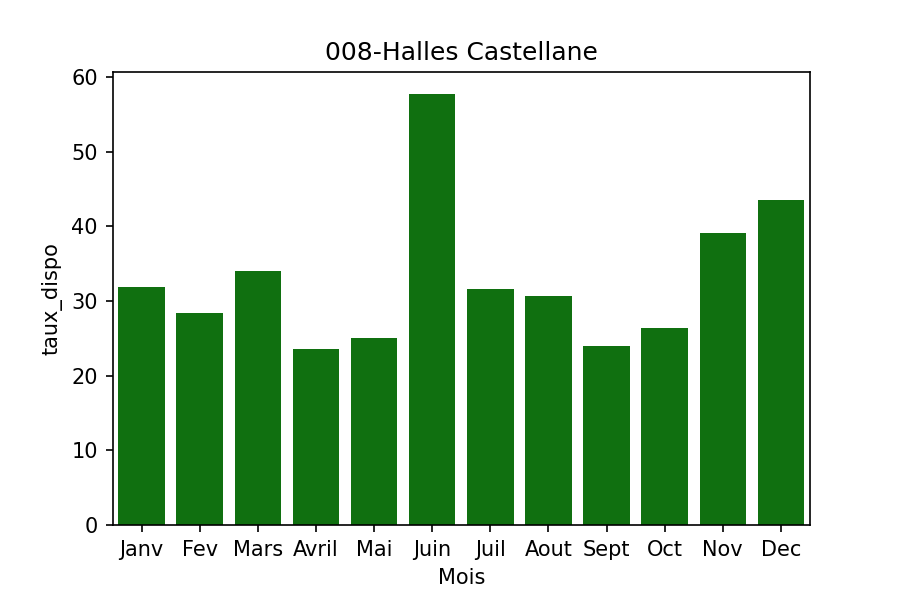 008-Halles Castellane
60
50
40
30
20
10
0
taux_dispo
Janv Fev Mars Avril Mai Juin Juil Aout Sept Oct Nov Dec
Mois